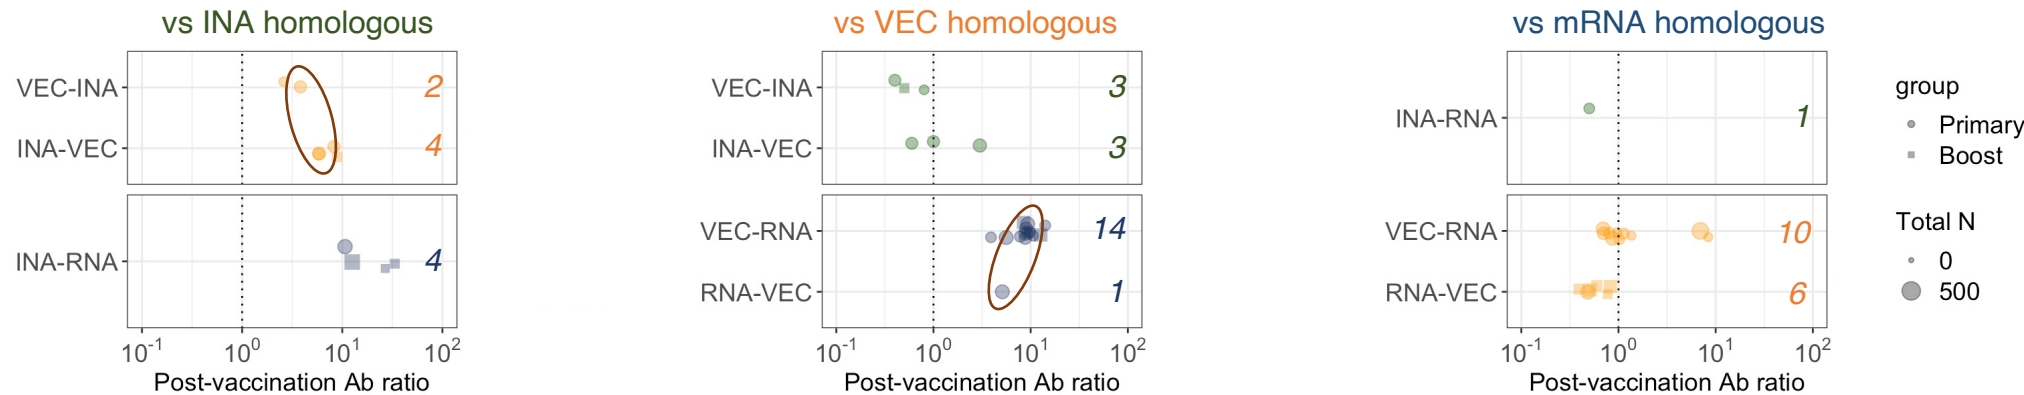 vs INA homologous
VEC-INA 2
INA-VEC 4
INA-RNA 4
10-1 100 101 102
Post-vaccination Ab ratio
vs VEC homologous
VEC-INA 3
INA-VEC 3
VEC-RNA 14
RNA-VEC 1
10-1 100 101 102
Post-vaccination Ab ratio
vs mRNA homologous
INA-RNA 1
VEC-RNA 10
RNA-VEC 6
10-1 100 101 102
Post-vaccination Ab ratio
group
Primary
Boost
Total N
0
500